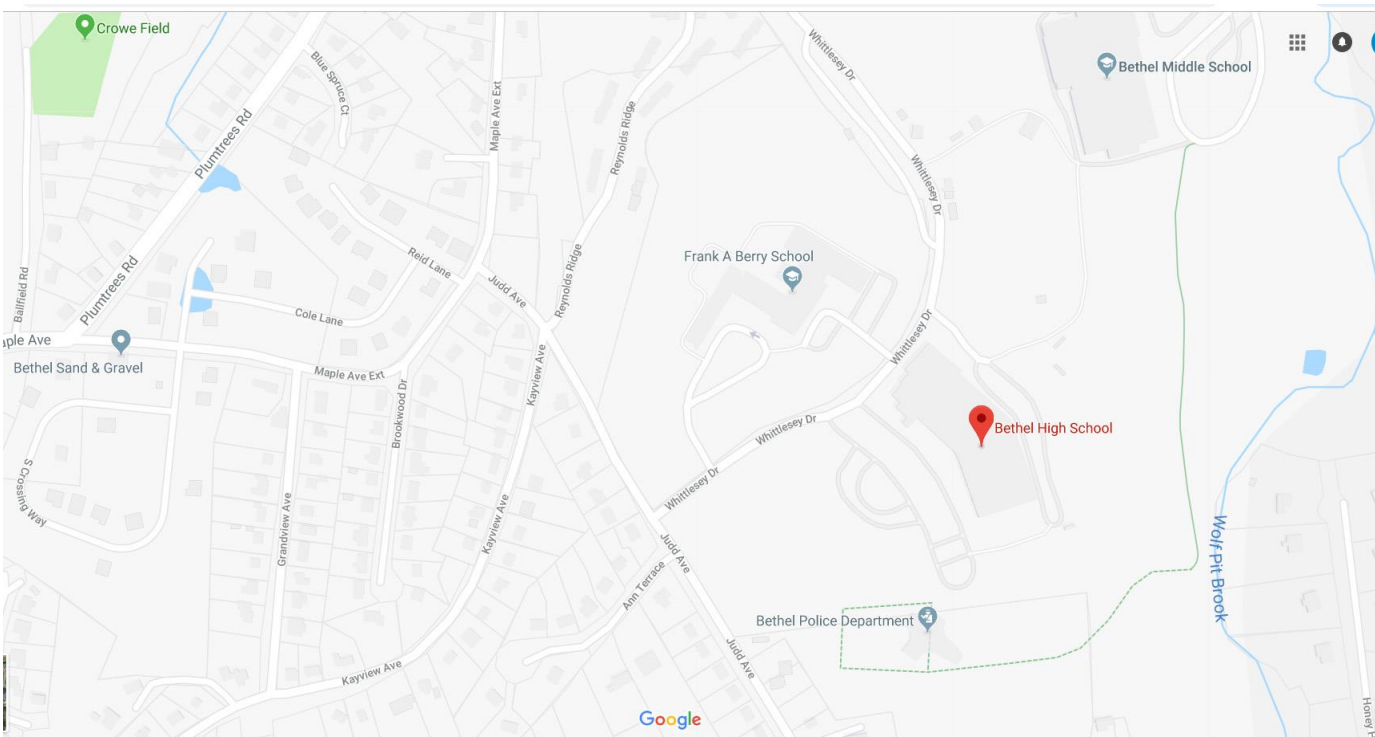 Crowe Field
Blue Spruce Ct
Plumtrees Rd
Maple Ave Ext
Reynolds Ridge
Whittlesey Dr
Bethel Middle School
Whittlesey Dr
Reid Lane
Judd Ave
Reynolds Ridge
Frank A Berry School
Ballfield Rd
Plumtrees Rd
Cole Lane
aple Ave
Bethel Sand & Gravel
Maple Ave Ext
Brookwood Dr
Kayview Ave
Whittlesey Dr
Whittlesey Dr
Bethel High School
S Crossing Way
Grandview Ave
Kayview Ave
Whittlesey Dr
Judd Ave
Ann Terrace
Wolf Pit Brook
Bethel Police Department
Judd Ave
Kayview Ave
Honey
Google